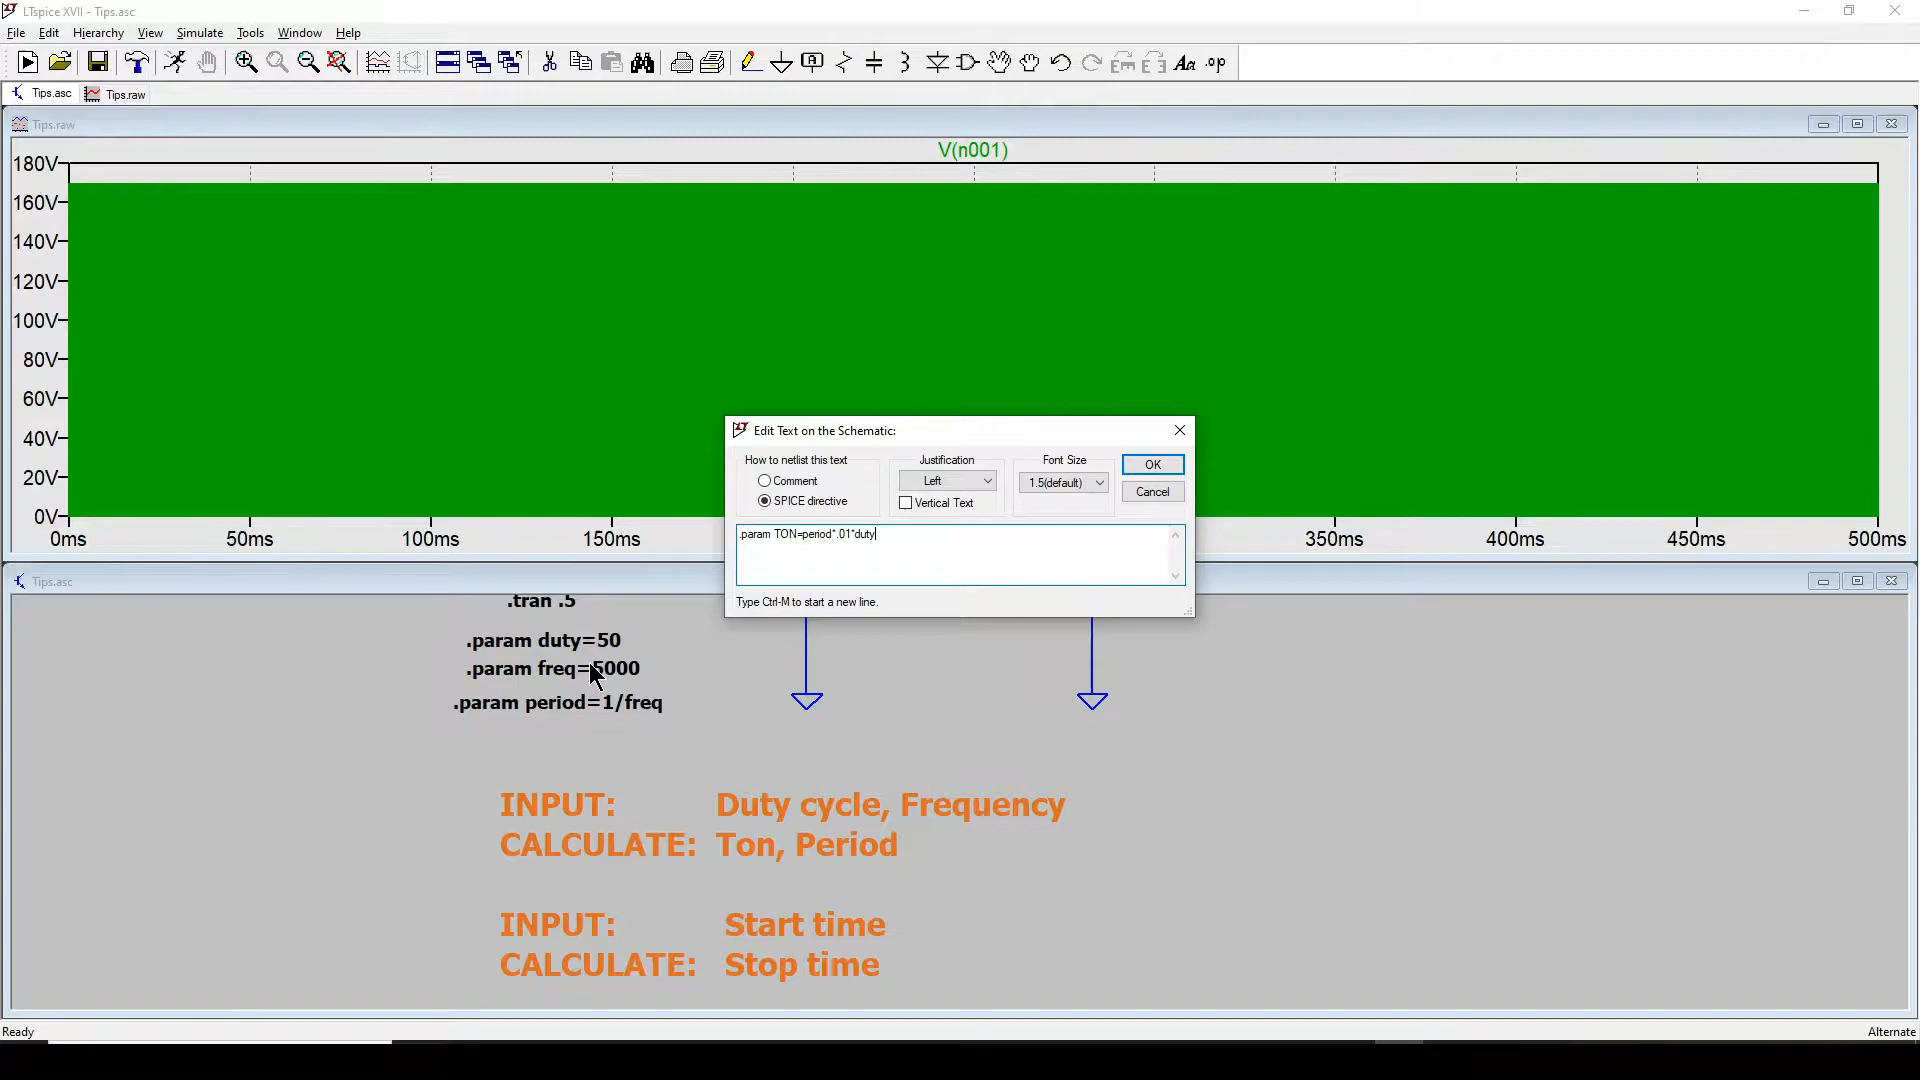 LTspice XVII - Tips.asc
File Edit Hierarchy View Simulate Tools Window Help
.op
Tips.asc Tips.raw
Tips.raw
V(n001)
180V
160V
140V
120V
100V
80V
60V
40V
20V
0V
0ms 50ms 100ms 150ms 350ms 400ms 450ms 500ms
Edit Text on the Schematic:
How to netlist this text
Comment
SPICE directive
Justification
Left
Vertical Text
Font Size
1.5(default)
OK
Cancel
.param TON=period*.01*duty
Type Ctrl-M to start a new line.
Tips.asc
.tran .5
.param duty=50
.param freq=5000
.param period=1/freq
INPUT: Duty cycle, Frequency
CALCULATE: Ton, Period
INPUT: Start time
CALCULATE: Stop time
Ready Alternate